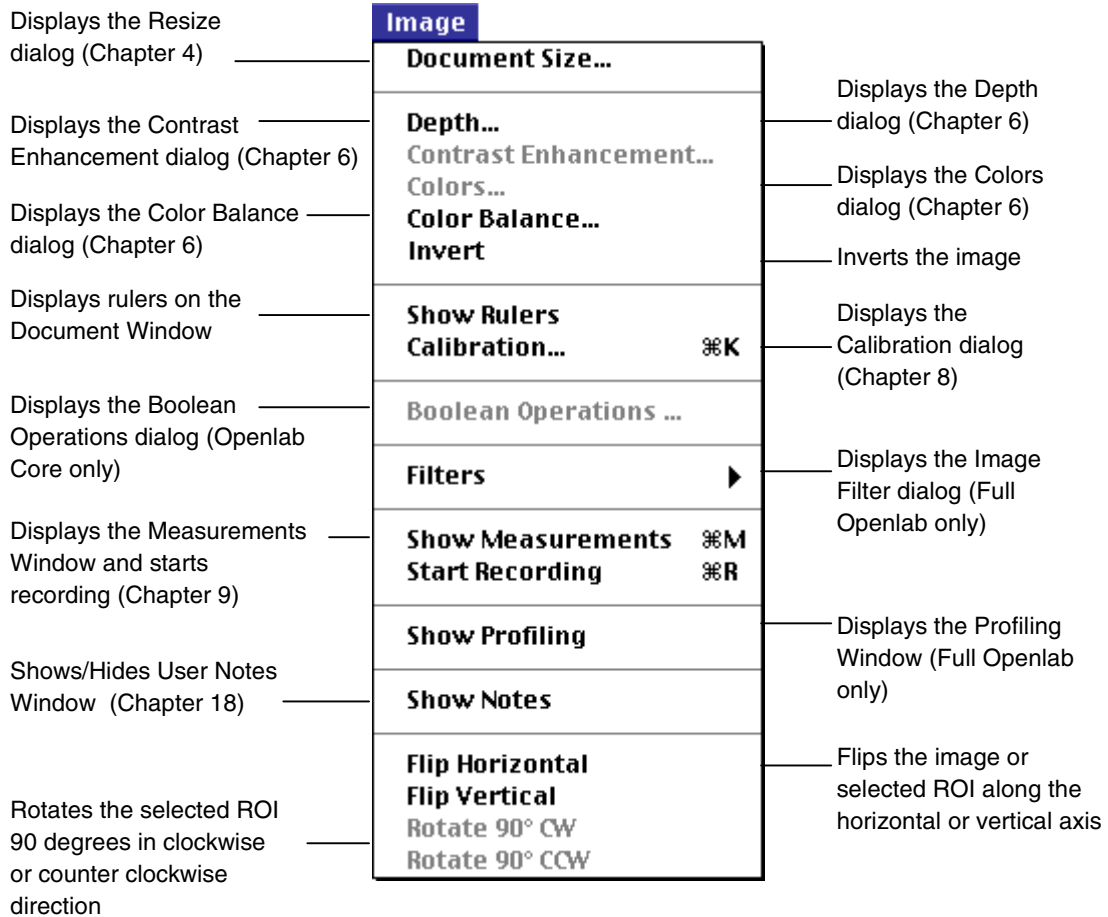 Displays the Resize
dialog (Chapter 4)
Displays the Contrast
Enhancement dialog (Chapter 6)
Displays the Color Balance
dialog (Chapter 6)
Displays rulers on the
Document Window
Displays the Boolean
Operations dialog (Openlab
Core only)
Displays the Measurements
Window and starts
recording (Chapter 9)
Shows/Hides User Notes
Window (Chapter 18)
Rotates the selected ROI
90 degrees in clockwise
or counter clockwise
direction
Image
Document Size...
Depth...
Contrast Enhancement...
Colors...
Color Balance...
Invert
Show Rulers
Calibration... ⌘K
Boolean Operations ...
Filters
Show Measurements ⌘M
Start Recording ⌘R
Show Profiling
Show Notes
Flip Horizontal
Flip Vertical
Rotate 90° CW
Rotate 90° CCW
Displays the Depth
dialog (Chapter 6)
Displays the Colors
dialog (Chapter 6)
Inverts the image
Displays the
Calibration dialog
(Chapter 8)
Displays the Image
Filter dialog (Full
Openlab only)
Displays the Profiling
Window (Full Openlab
only)
Flips the image or
selected ROI along the
horizontal or vertical axis